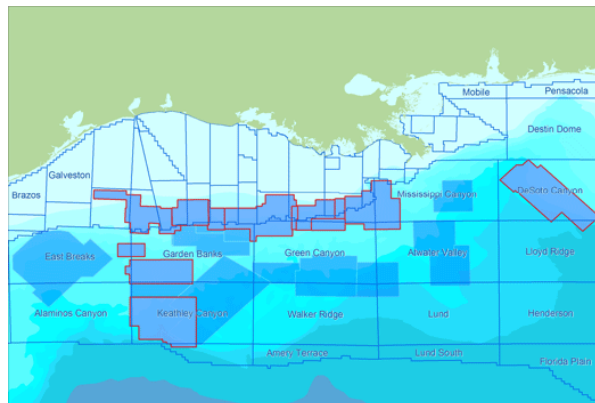 Mobile
Pensacola
Destin Dome
Galveston
Brazos
Mississippi Canyon
DeSoto Canyon
East Breaks
Garden Banks
Green Canyon
Atwater Valley
Lloyd Ridge
Alaminos Canyon
Keathley Canyon
Walker Ridge
Lund
Henderson
Amery Terrace
Lund South
Florida Plain